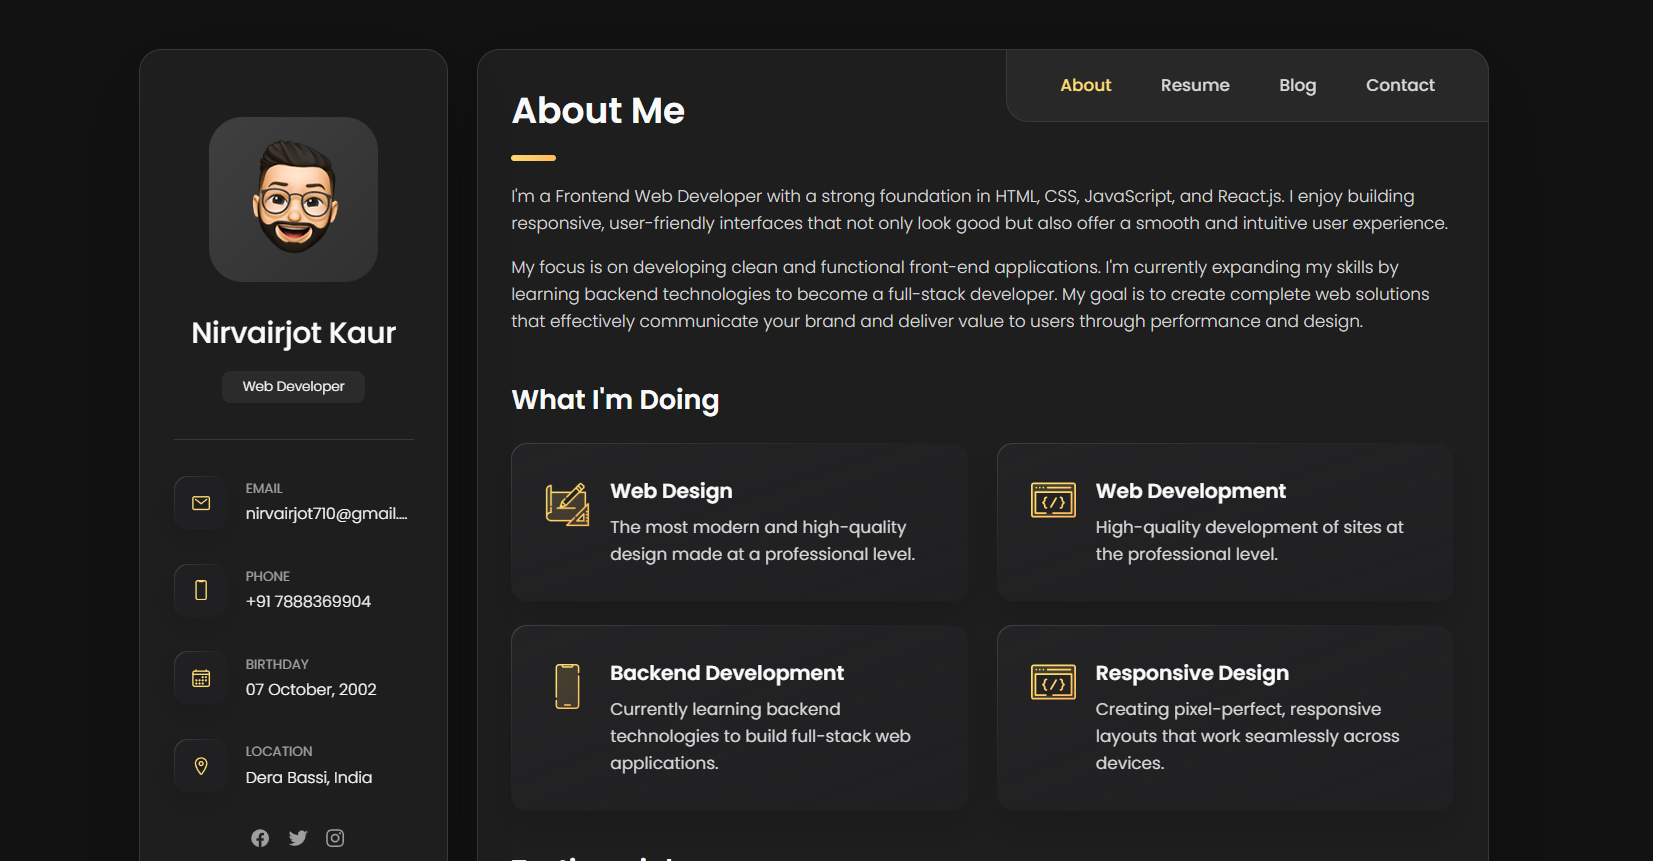 Nirvairjot Kaur
Web Developer
EMAIL
nirvairjot710@gmail....
PHONE
+91 7888369904
BIRTHDAY
07 October, 2002
LOCATION
Dera Bassi, India
About Resume Blog Contact
About Me
I'm a Frontend Web Developer with a strong foundation in HTML, CSS, JavaScript, and React.js. I enjoy building
responsive, user-friendly interfaces that not only look good but also offer a smooth and intuitive user experience.
My focus is on developing clean and functional front-end applications. I'm currently expanding my skills by
learning backend technologies to become a full-stack developer. My goal is to create complete web solutions
that effectively communicate your brand and deliver value to users through performance and design.
What I'm Doing
Web Design
The most modern and high-quality
design made at a professional level.
Web Development
High-quality development of sites at
the professional level.
Backend Development
Currently learning backend
technologies to build full-stack web
applications.
Responsive Design
Creating pixel-perfect, responsive
layouts that work seamlessly across
devices.